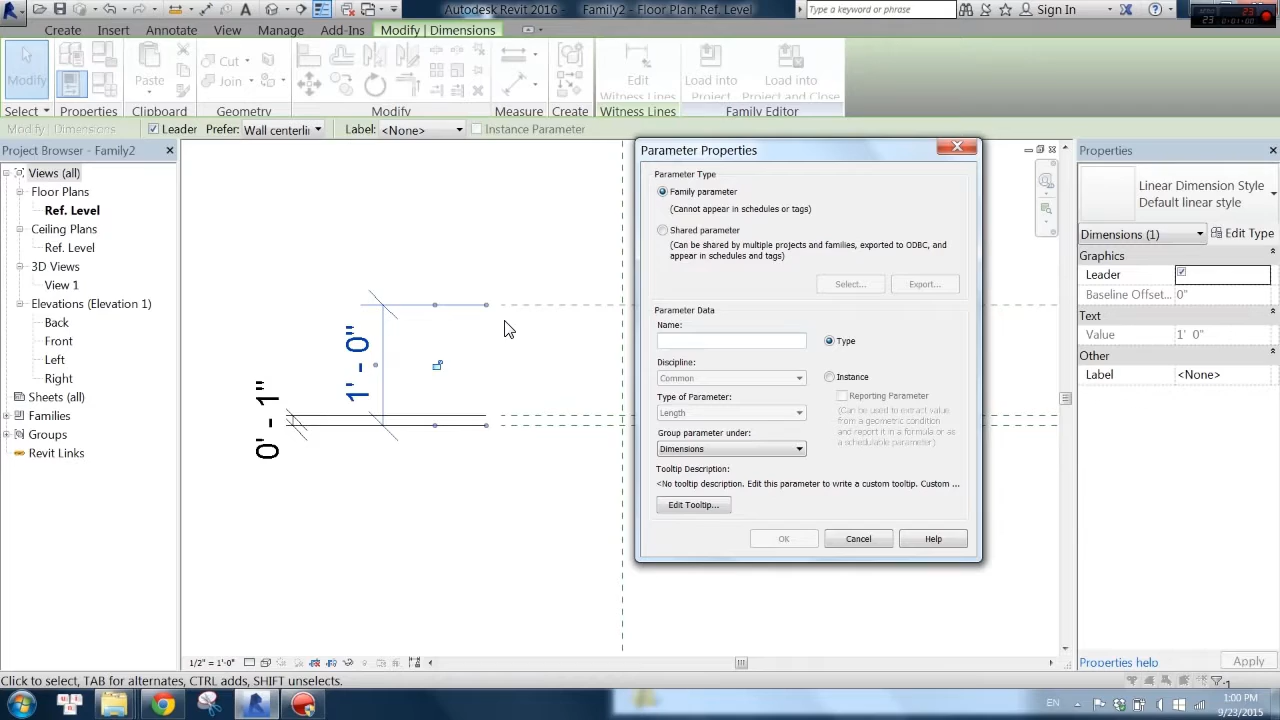 Autodesk Revit 2016 - Family2 - Floor Plan: Ref. Level
Type a keyword or phrase
Sign In
23
23
0:01:00
Create Insert Annotate View Manage Add-Ins Modify | Dimensions
Modify
Paste
Cut
Join
Edit
Witness Lines
Load into
Project
Load into
Project and Close
Select Properties Clipboard Geometry Modify Measure Create Witness Lines Family Editor
Modify | Dimensions
Leader Prefer: Wall centerli Label: <None> Instance Parameter
Project Browser - Family2
Views (all)
Floor Plans
Ref. Level
Ceiling Plans
Ref. Level
3D Views
View 1
Elevations (Elevation 1)
Back
Front
Left
Right
Sheets (all)
Families
Groups
Revit Links
0' - 1"
1' - 0"
Parameter Properties
Parameter Type
Family parameter
(Cannot appear in schedules or tags)
Shared parameter
(Can be shared by multiple projects and families, exported to ODBC, and
appear in schedules and tags)
Select... Export...
Parameter Data
Name:
Type
Discipline:
Common
Instance
Reporting Parameter
(Can be used to extract value
from a geometric condition
and report it in a formula or as
a schedulable parameter)
Type of Parameter:
Length
Group parameter under:
Dimensions
Tooltip Description:
<No tooltip description. Edit this parameter to write a custom tooltip. Custom ...
Edit Tooltip...
OK Cancel Help
Properties
Linear Dimension Style
Default linear style
Dimensions (1) Edit Type
Graphics
Leader
Baseline Offset... 0"
Text
Value 1' 0"
Other
Label <None>
Properties help Apply
1/2" = 1'-0"
Click to select, TAB for alternates, CTRL adds, SHIFT unselects.
:1
EN
1:00 PM
9/23/2015